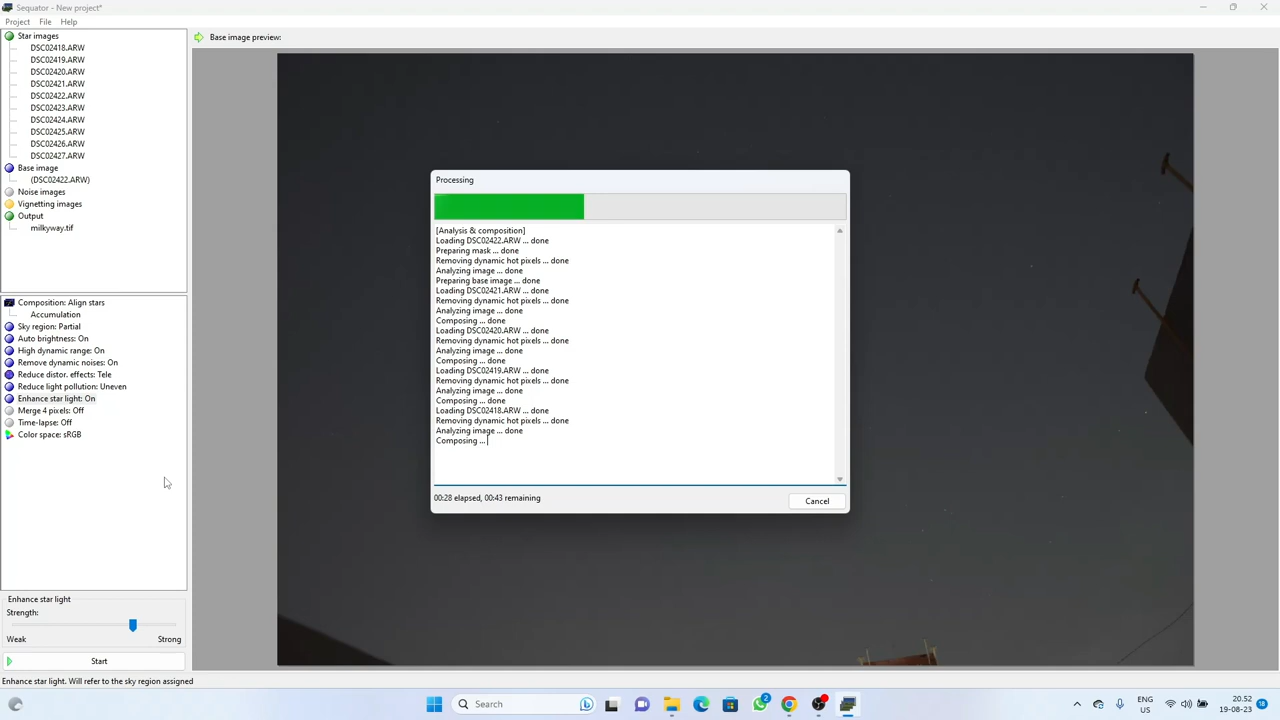 Sequator - New project*
Project File Help
Star images
DSC02418.ARW
DSC02419.ARW
DSC02420.ARW
DSC02421.ARW
DSC02422.ARW
DSC02423.ARW
DSC02424.ARW
DSC02425.ARW
DSC02426.ARW
DSC02427.ARW
Base image
(DSC02422.ARW)
Noise images
Vignetting images
Output
milkyway.tif
Composition: Align stars
Accumulation
Sky region: Partial
Auto brightness: On
High dynamic range: On
Remove dynamic noises: On
Reduce distor. effects: Tele
Reduce light pollution: Uneven
Enhance star light: On
Merge 4 pixels: Off
Time-lapse: Off
Color space: sRGB
Enhance star light
Strength:
Weak Strong
Start
Enhance star light. Will refer to the sky region assigned
Base image preview:
Processing
[Analysis & composition]
Loading DSC02422.ARW ... done
Preparing mask ... done
Removing dynamic hot pixels ... done
Analyzing image ... done
Preparing base image ... done
Loading DSC02421.ARW ... done
Removing dynamic hot pixels ... done
Analyzing image ... done
Composing ... done
Loading DSC02420.ARW ... done
Removing dynamic hot pixels ... done
Analyzing image ... done
Composing ... done
Loading DSC02419.ARW ... done
Removing dynamic hot pixels ... done
Analyzing image ... done
Composing ... done
Loading DSC02418.ARW ... done
Removing dynamic hot pixels ... done
Analyzing image ... done
Composing ...
00:28 elapsed, 00:43 remaining
Cancel
Search
2
ENG
US
20.52
19-08-23
18